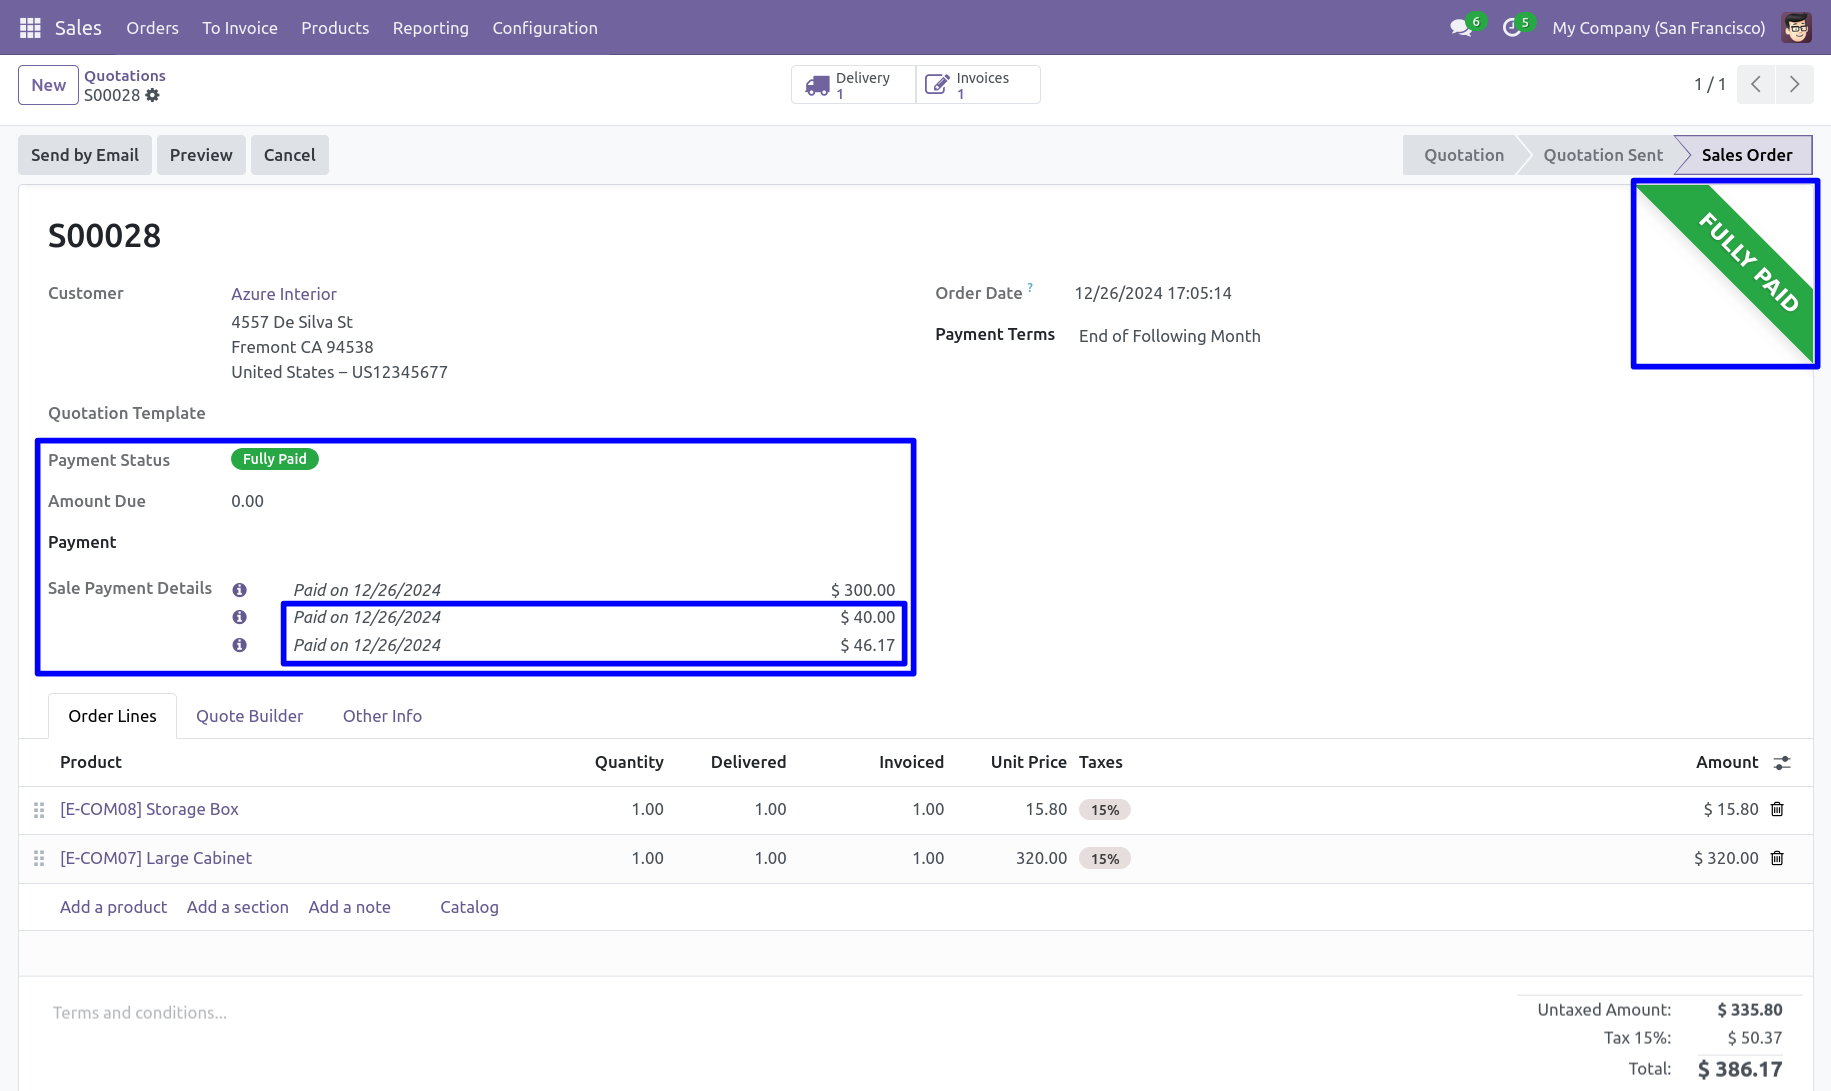 Sales Orders To Invoice Products Reporting Configuration 6 5 My Company (San Francisco)
New Quotations
S00028
Delivery 1 Invoices 1
1 / 1
Send by Email Preview Cancel Quotation Quotation Sent Sales Order
FULLY PAID
S00028
Customer Azure Interior Order Date ? 12/26/2024 17:05:14
4557 De Silva St
Payment Terms End of Following Month
Fremont CA 94538
United States – US12345677
Quotation Template
Payment Status Fully Paid
Amount Due 0.00
Payment
Sale Payment Details Paid on 12/26/2024 $ 300.00
Paid on 12/26/2024 $ 40.00
Paid on 12/26/2024 $ 46.17
Order Lines Quote Builder Other Info
Product Quantity Delivered Invoiced Unit Price Taxes Amount
[E-COM08] Storage Box 1.00 1.00 1.00 15.80 15% $ 15.80
[E-COM07] Large Cabinet 1.00 1.00 1.00 320.00 15% $ 320.00
Add a product Add a section Add a note Catalog
Terms and conditions...
Untaxed Amount: $ 335.80
Tax 15%: $ 50.37
Total: $ 386.17